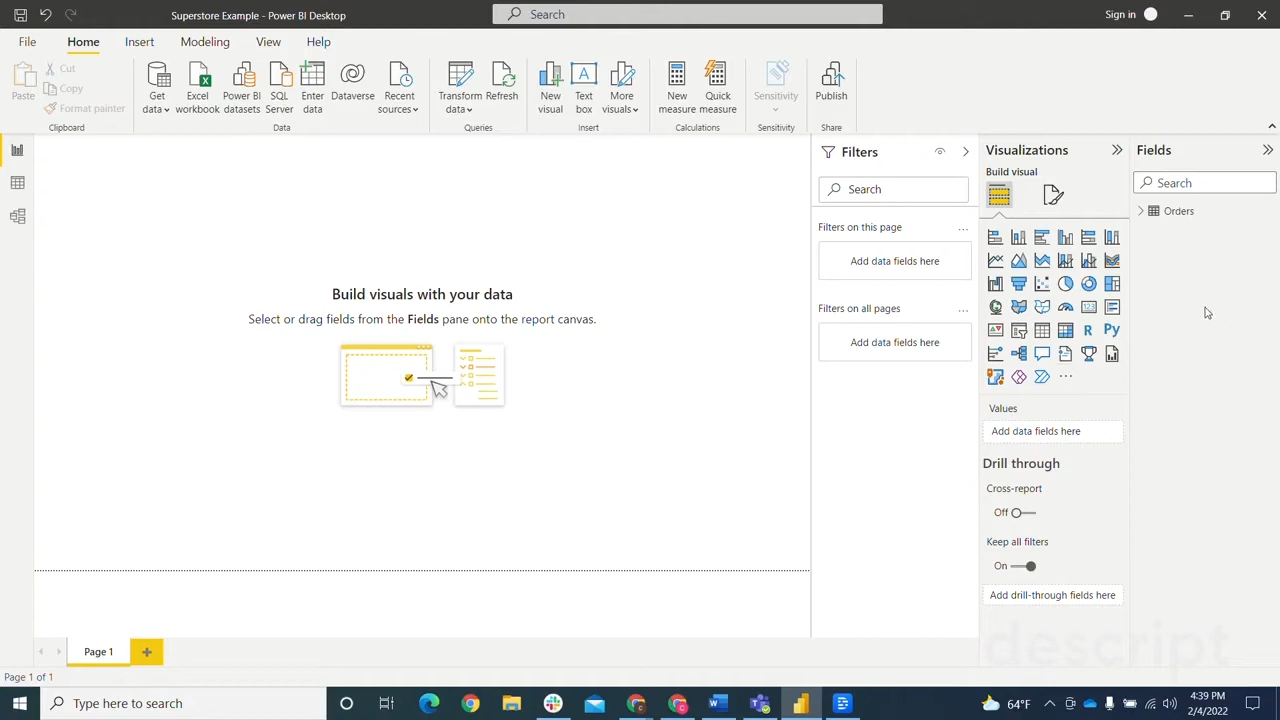 Superstore Example - Power BI Desktop
Search
Sign in
File
Home
Insert
Modeling
View
Help
Paste
Cut
Copy
Format painter
Clipboard
Get data
Excel workbook
Power BI datasets
SQL Server
Enter data
Dataverse
Recent sources
Data
Transform data
Refresh
Queries
New visual
Text box
More visuals
Insert
New measure
Quick measure
Calculations
Sensitivity
Sensitivity
Publish
Share
Build visuals with your data
Select or drag fields from the Fields pane onto the report canvas.
Filters
Search
Filters on this page
...
Add data fields here
Filters on all pages
...
Add data fields here
Visualizations
Build visual
123
R
Py
...
Values
Add data fields here
Drill through
Cross-report
Off
Keep all filters
On
Add drill-through fields here
Fields
Search
Orders
descript
Page 1
Page 1 of 1
Type here to search
64°F
4:39 PM
2/4/2022